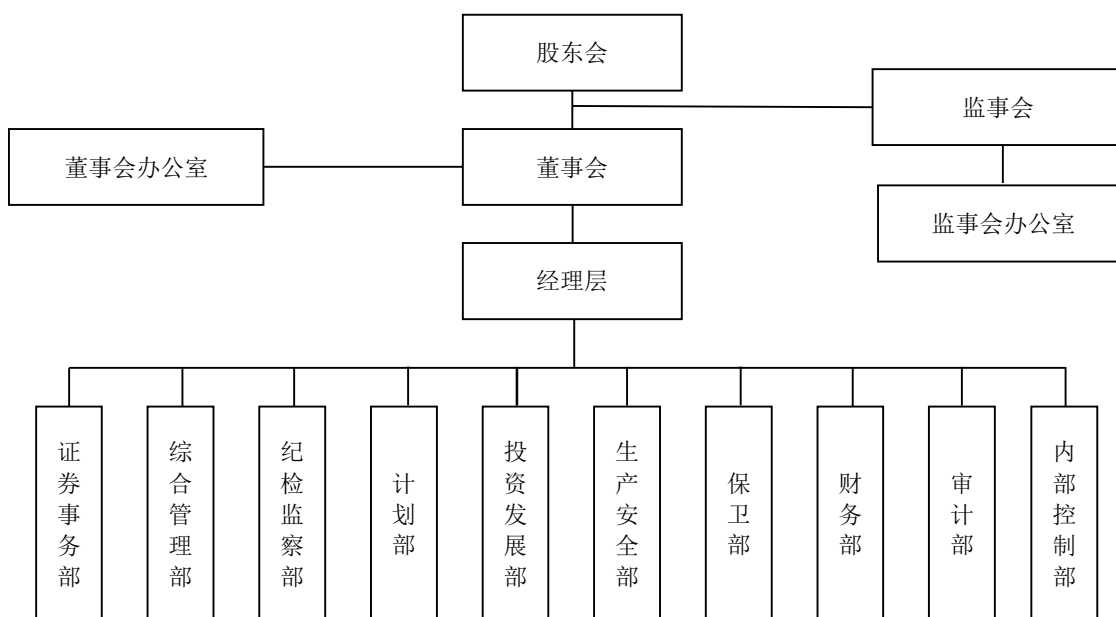 股东会
监事会
董事会办公室
董事会
监事会办公室
经理层
证券事务部
综合管理部
纪检监察部
计划部
投资发展部
生产安全部
保卫部
财务部
审计部
内部控制部